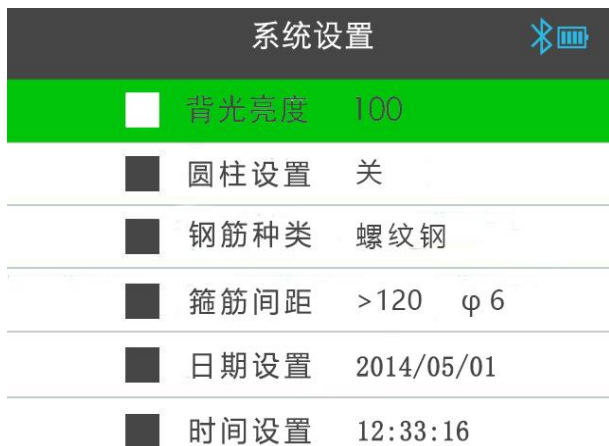 系统设置
背光亮度 100
圆柱设置 关
钢筋种类 螺纹钢
箍筋间距 >120 φ6
日期设置 2014/05/01
时间设置 12:33:16